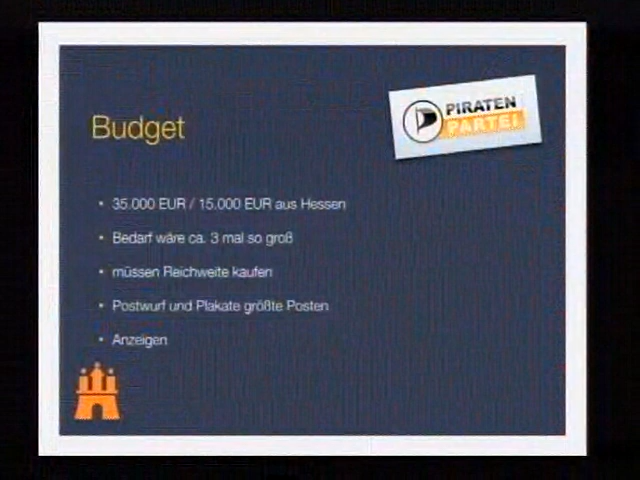 Budget
PIRATEN
PARTEI
35.000 EUR / 15.000 EUR aus Hessen
Bedarf wäre ca. 3 mal so groß
müssen Reichweite kaufen
Postwurf und Plakate größte Posten
Anzeigen